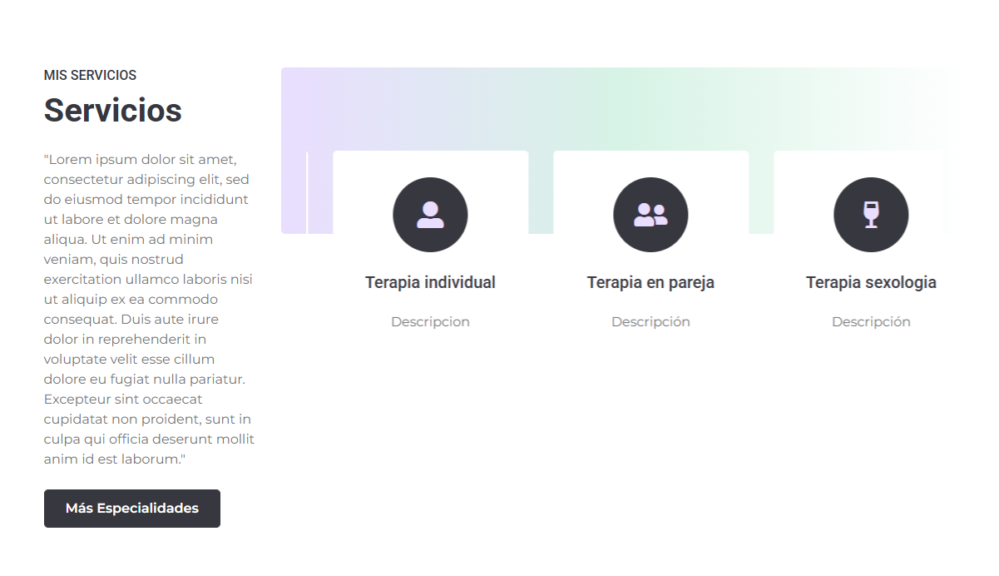 MIS SERVICIOS
Servicios
"Lorem ipsum dolor sit amet,
consectetur adipiscing elit, sed
do eiusmod tempor incididunt
ut labore et dolore magna
aliqua. Ut enim ad minim
veniam, quis nostrud
exercitation ullamco laboris nisi
ut aliquip ex ea commodo
consequat. Duis aute irure
dolor in reprehenderit in
voluptate velit esse cillum
dolore eu fugiat nulla pariatur.
Excepteur sint occaecat
cupidatat non proident, sunt in
culpa qui officia deserunt mollit
anim id est laborum."
Más Especialidades
Terapia individual
Descripcion
Terapia en pareja
Descripción
Terapia sexologia
Descripción